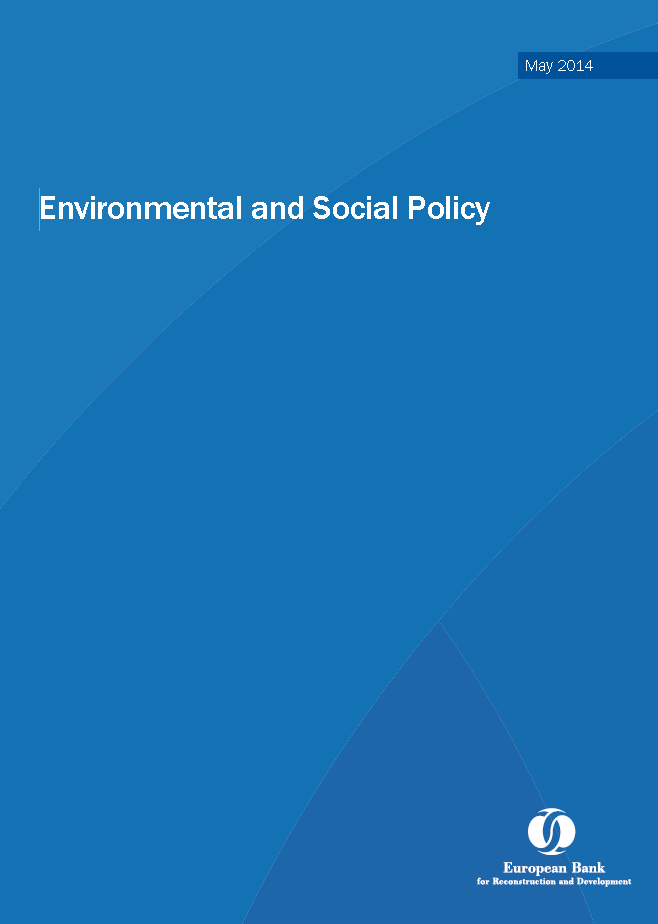 May 2014
Environmental and Social Policy
European Bank
for Reconstruction and Development